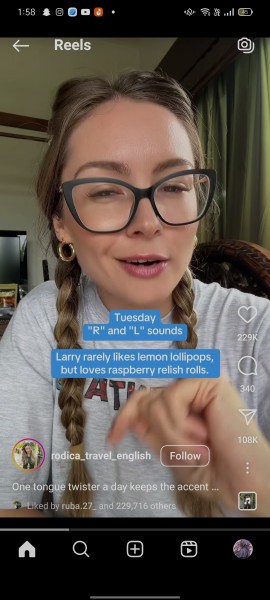 1:58
Reels
Tuesday
"R" and "L" sounds
Larry rarely likes lemon lollipops,
but loves raspberry relish rolls.
229K
340
108K
rodica_travel_english
Follow
One tongue twister a day keeps the accent ...
Liked by ruba.27_ and 229,716 others